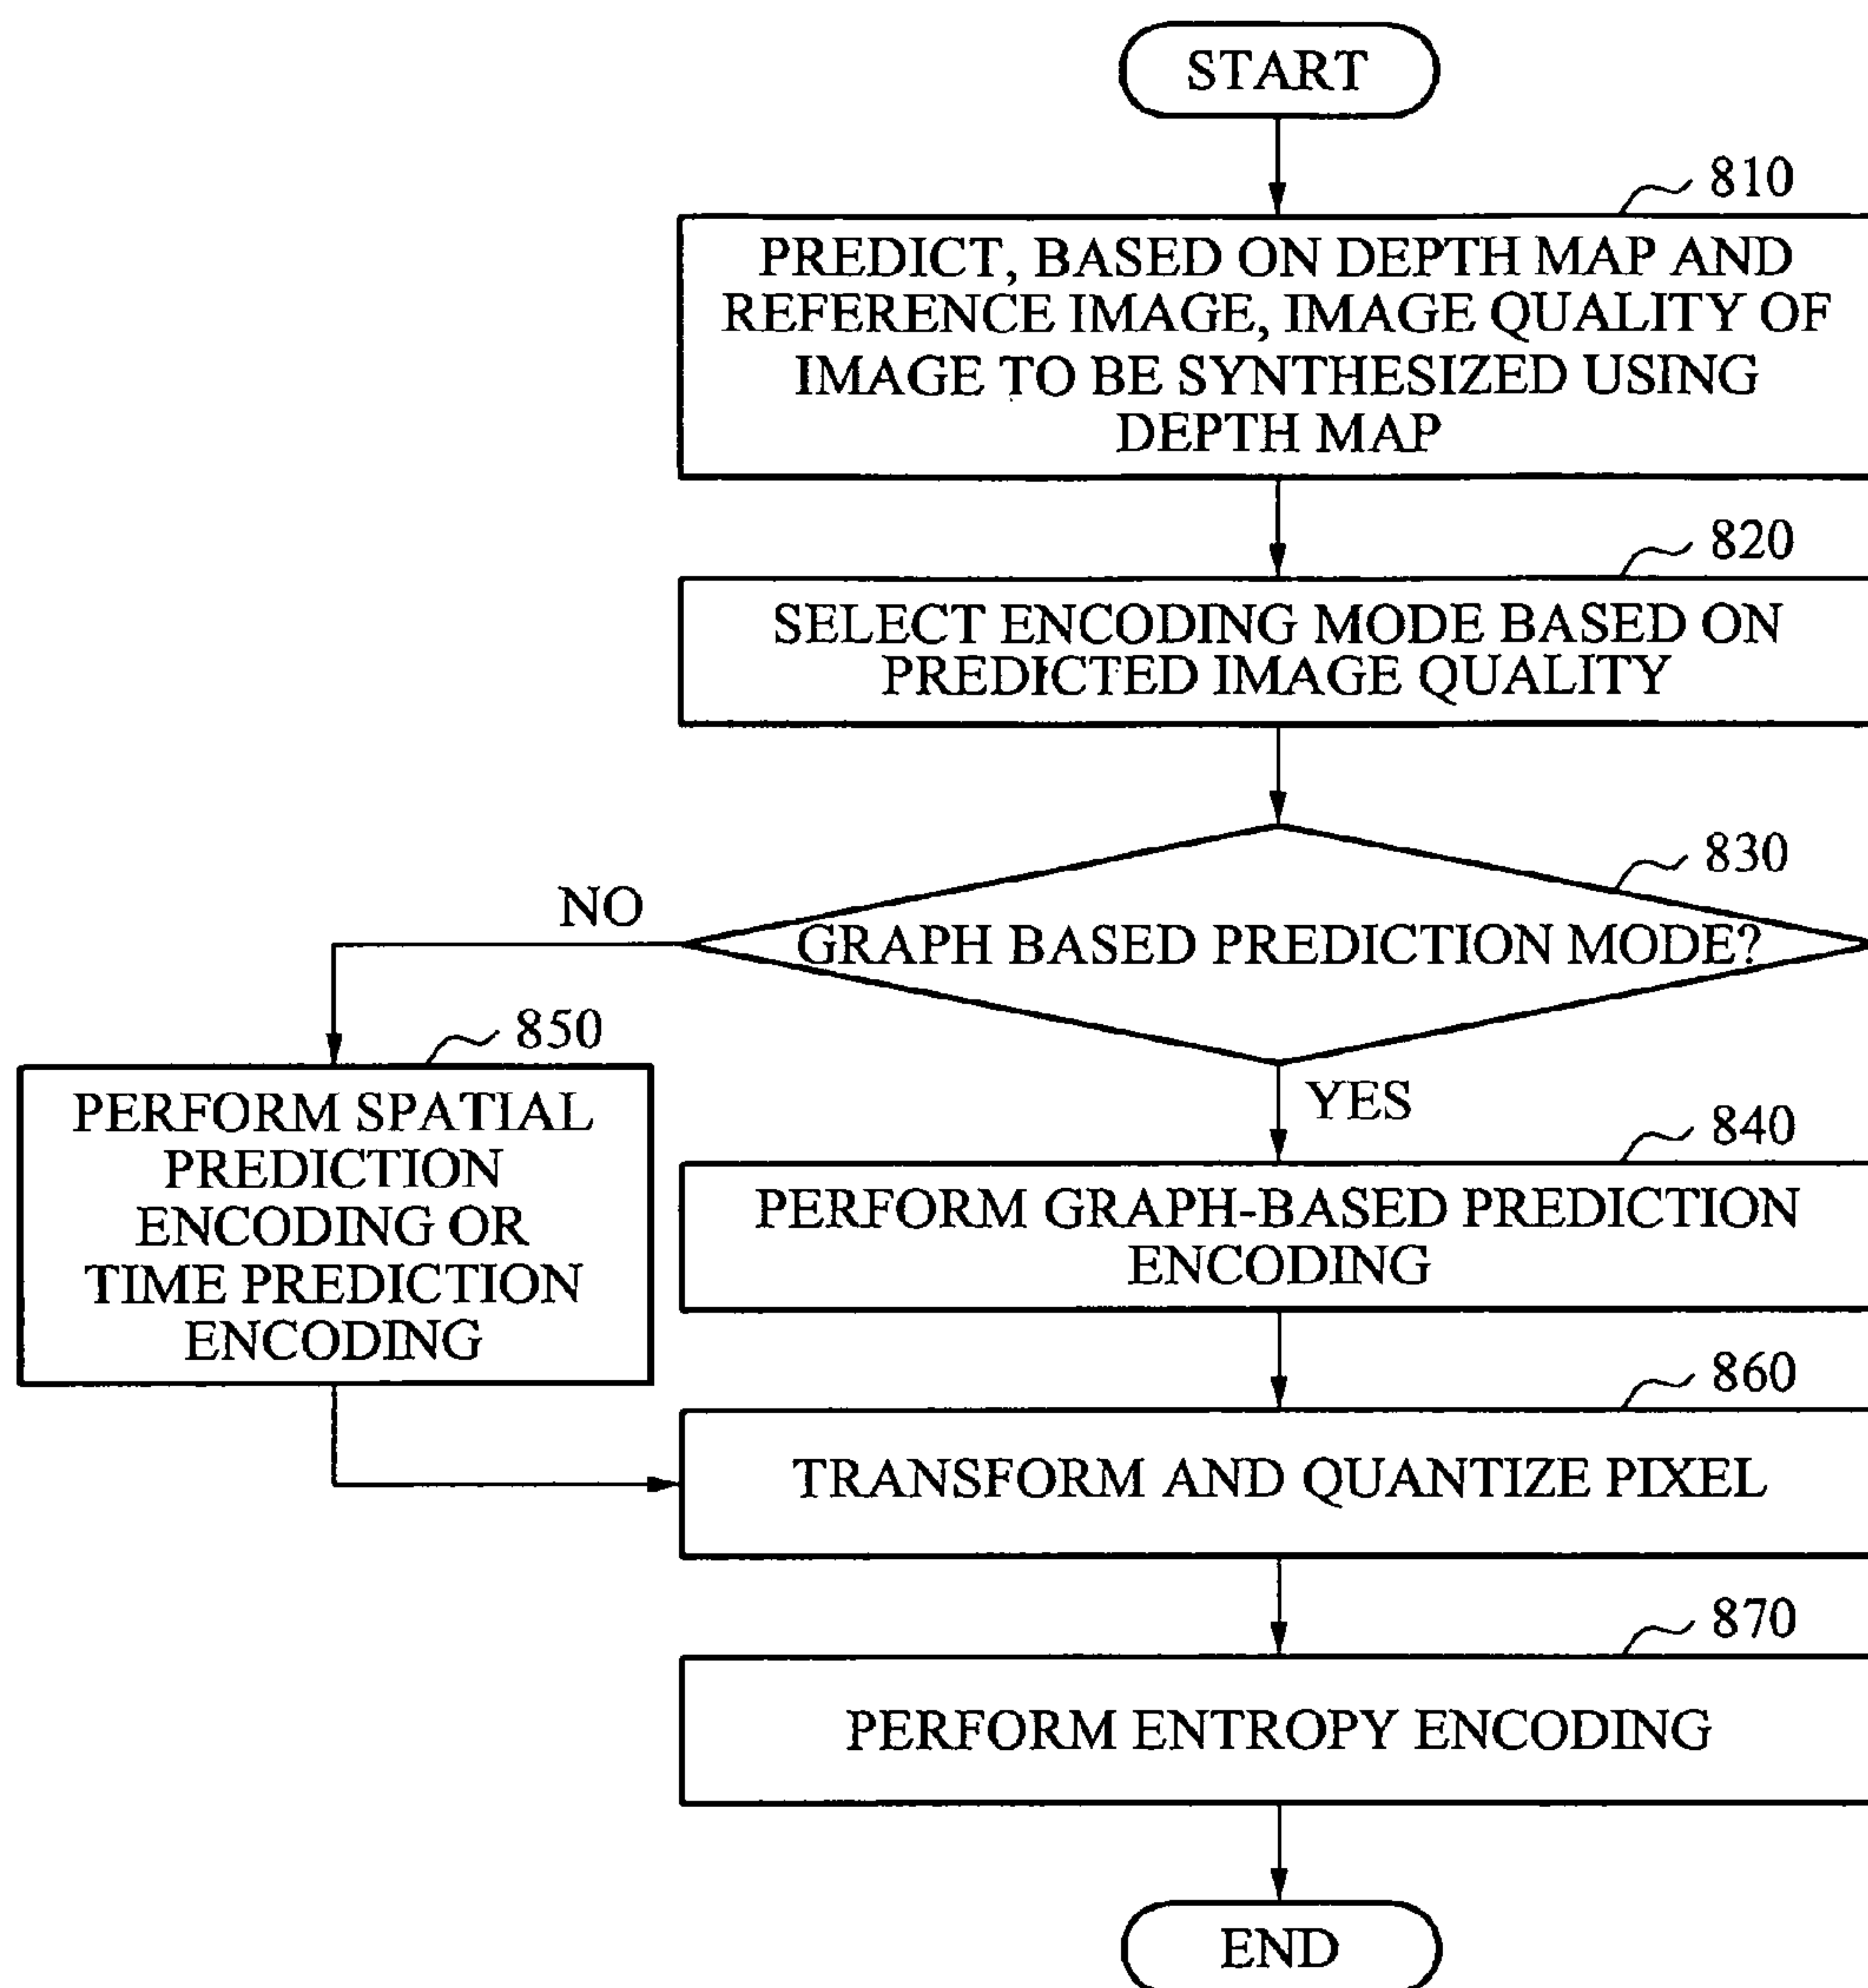 START
810
PREDICT, BASED ON DEPTH MAP AND
REFERENCE IMAGE, IMAGE QUALITY OF
IMAGE TO BE SYNTHESIZED USING
DEPTH MAP
820
SELECT ENCODING MODE BASED ON
PREDICTED IMAGE QUALITY
830
GRAPH BASED PREDICTION MODE?
NO
YES
850
PERFORM SPATIAL
PREDICTION
ENCODING OR
TIME PREDICTION
ENCODING
840
PERFORM GRAPH-BASED PREDICTION
ENCODING
860
TRANSFORM AND QUANTIZE PIXEL
870
PERFORM ENTROPY ENCODING
END